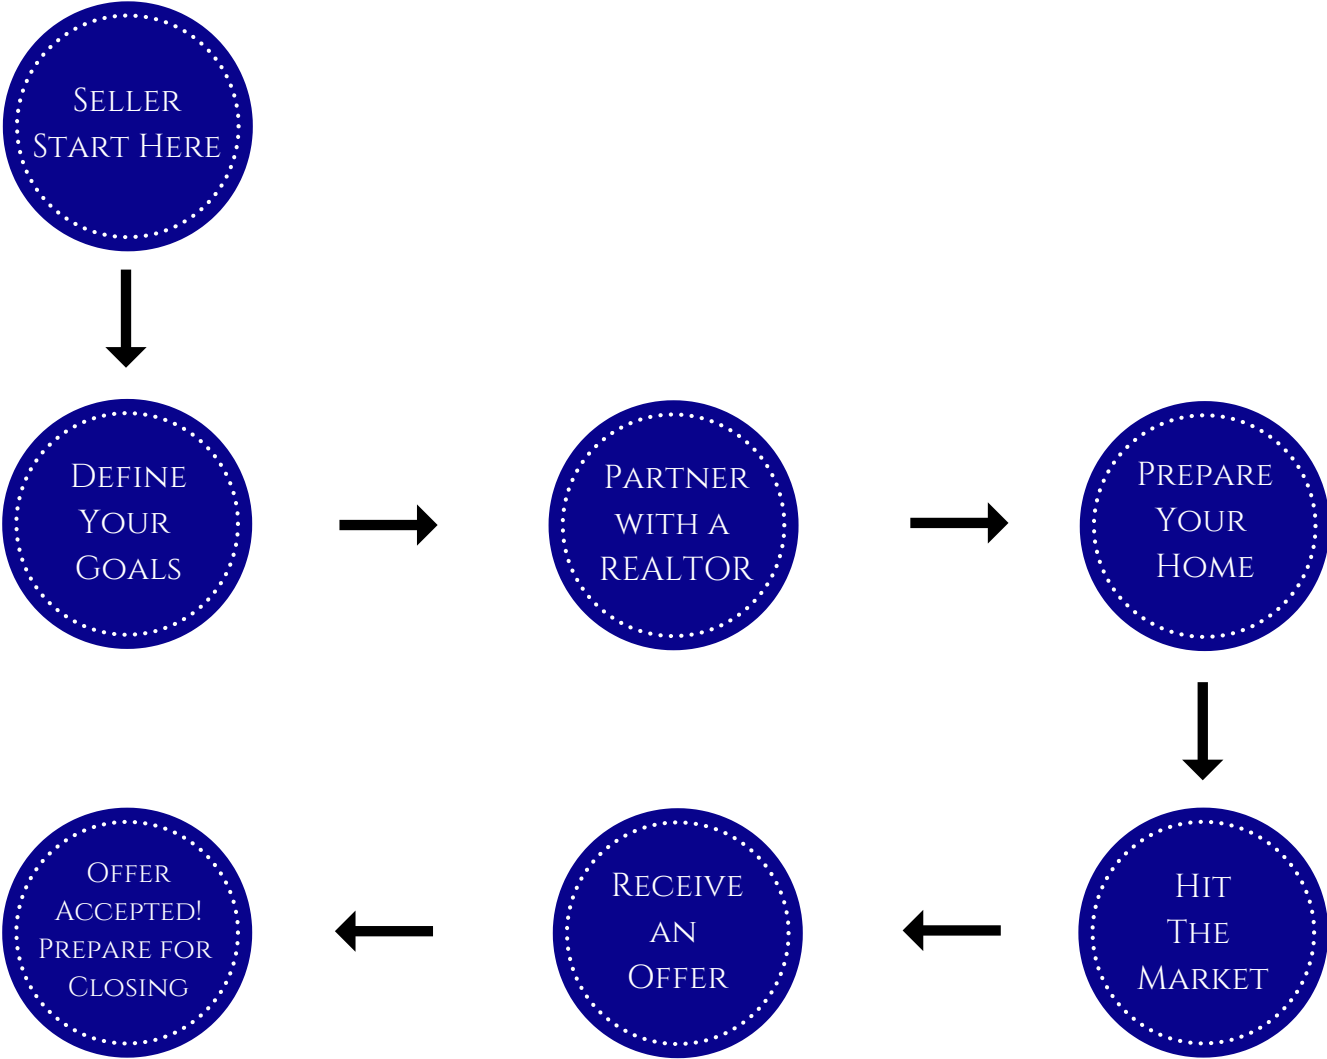 Seller
Start Here
Define
Your
Goals
Partner
with a
REALTOR
Prepare
Your
Home
Hit
The
Market
Receive
an
Offer
Offer
Accepted!
Prepare for
Closing